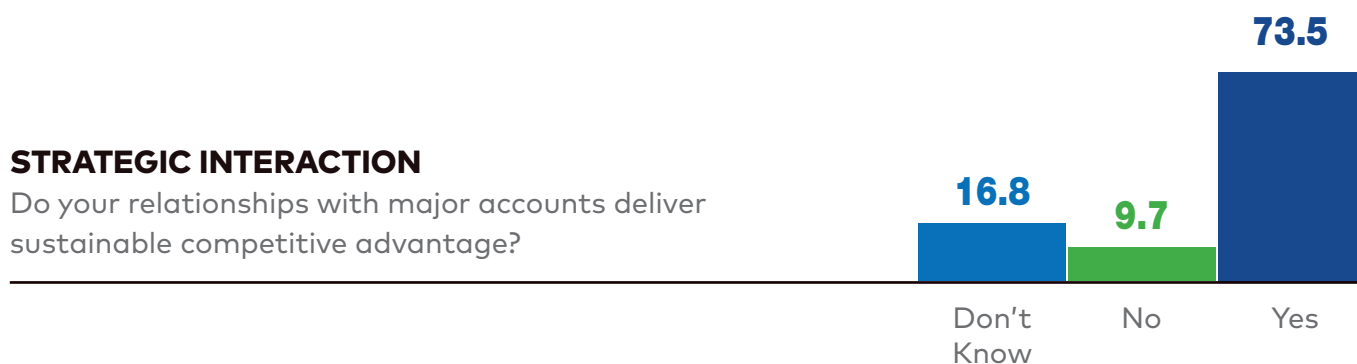 73.5
STRATEGIC INTERACTION
Do your relationships with major accounts deliver
sustainable competitive advantage?
16.8
9.7
Don’t
Know
No
Yes